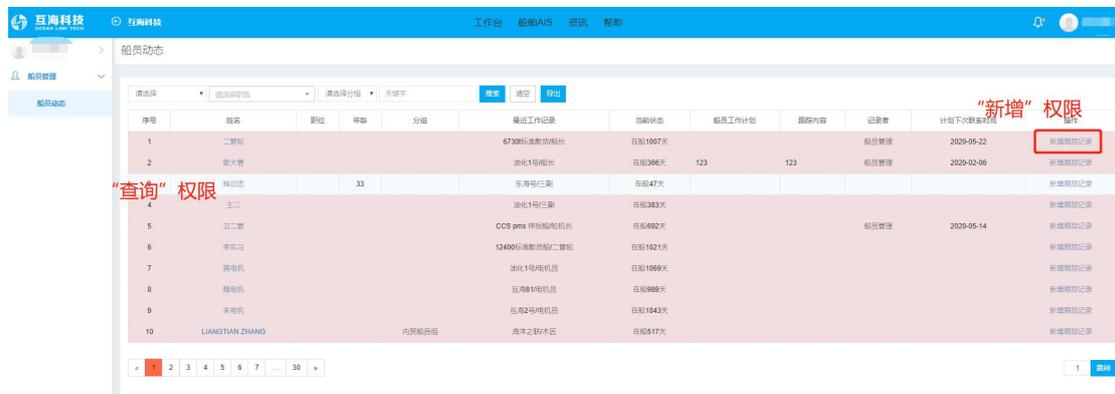 互海科技
OCEAN LINK TECH
互海科技
工作台 船舶AIS 资讯 帮助
船员管理
船员动态
船员动态
请选择 请选择职务 请选择分组 关键字 搜索 清空 导出
“新增”权限
序号 姓名 职位 年龄 分组 最近工作记录 当前状态 船员工作计划 跟踪内容 记录者 计划下次联系时间 操作
1 二管轮 6730t标准散货/船长 在船1007天 船员管理 2020-05-22 新增跟踪记录
2 管大管 油化1号/船长 在船366天 123 123 船员管理 2020-02-06 新增跟踪记录
“查询”权限
33 东海号/三副 在船47天 新增跟踪记录
4 王二 油化1号/三副 在船383天 新增跟踪记录
5 卫二管 CCS pms 样板船/轮机长 在船692天 船员管理 2020-05-14 新增跟踪记录
6 李实习 12400标准散货船/二管轮 在船1021天 新增跟踪记录
7 龚电机 油化1号/电机员 在船1069天 新增跟踪记录
8 魏电机 互海81/电机员 在船989天 新增跟踪记录
9 朱电机 互海2号/电机员 在船1043天 新增跟踪记录
10 LIANGTIAN ZHANG 内贸船员组 海洋之联/木匠 在船517天 新增跟踪记录
« 1 2 3 4 5 6 7 ... 30 » 1 跳转